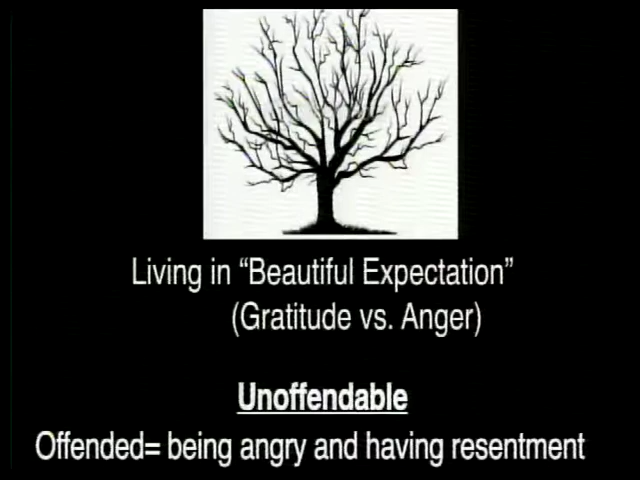 Living in “Beautiful Expectation”
(Gratitude vs. Anger)
Unoffendable
Offended= being angry and having resentment